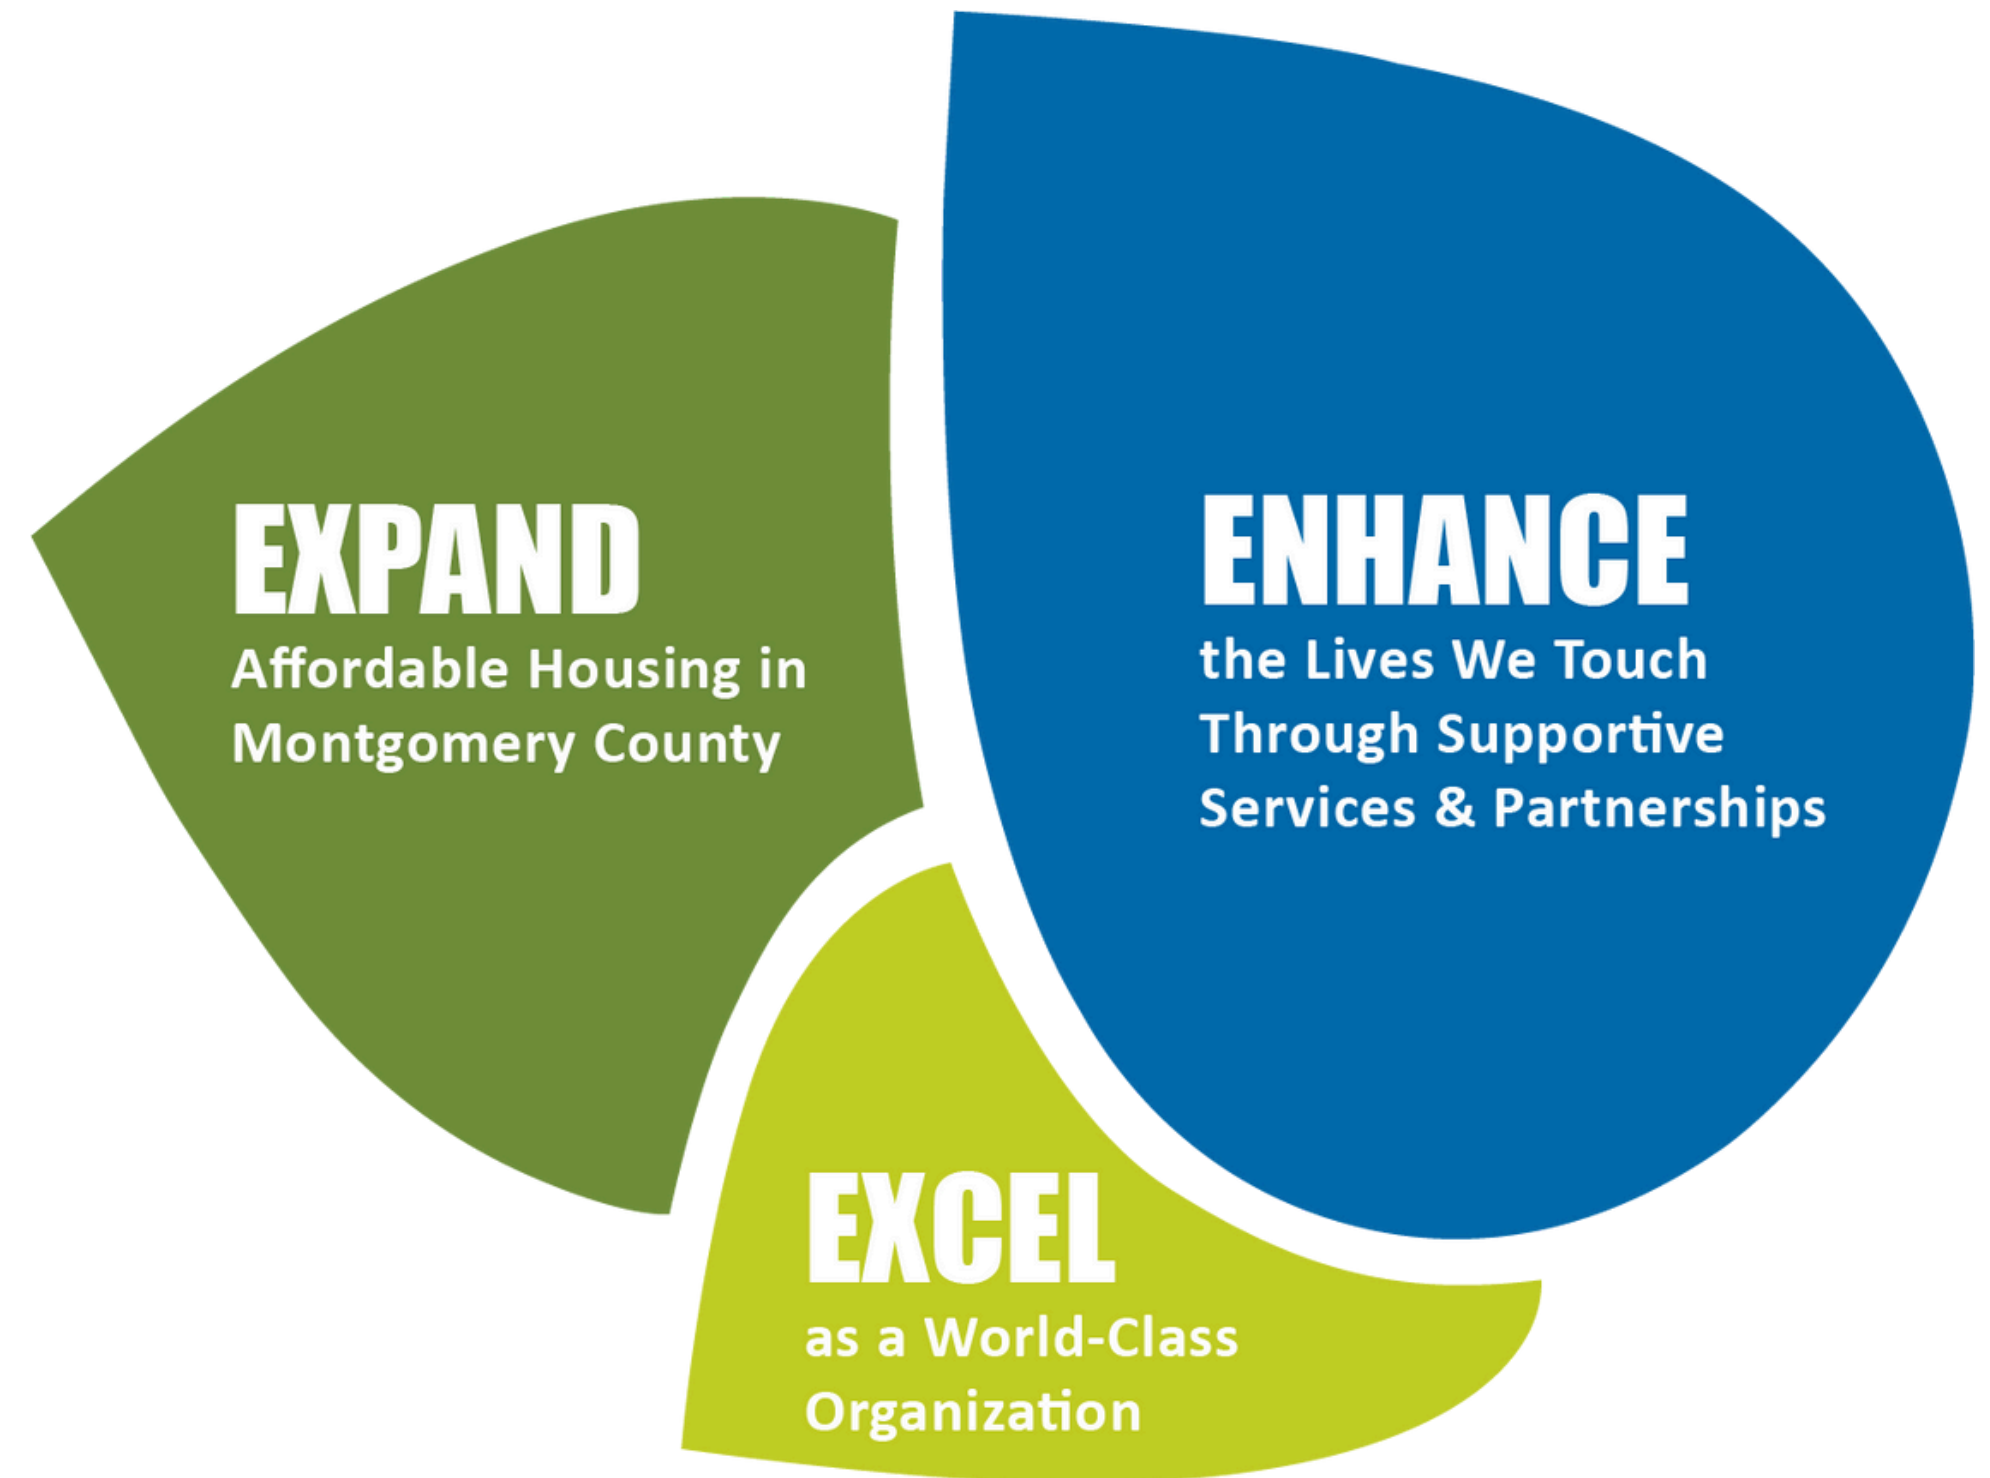 EXPAND
Affordable Housing in
Montgomery County
ENHANCE
the Lives We Touch
Through Supportive
Services & Partnerships
EXCEL
as a World-Class
Organization